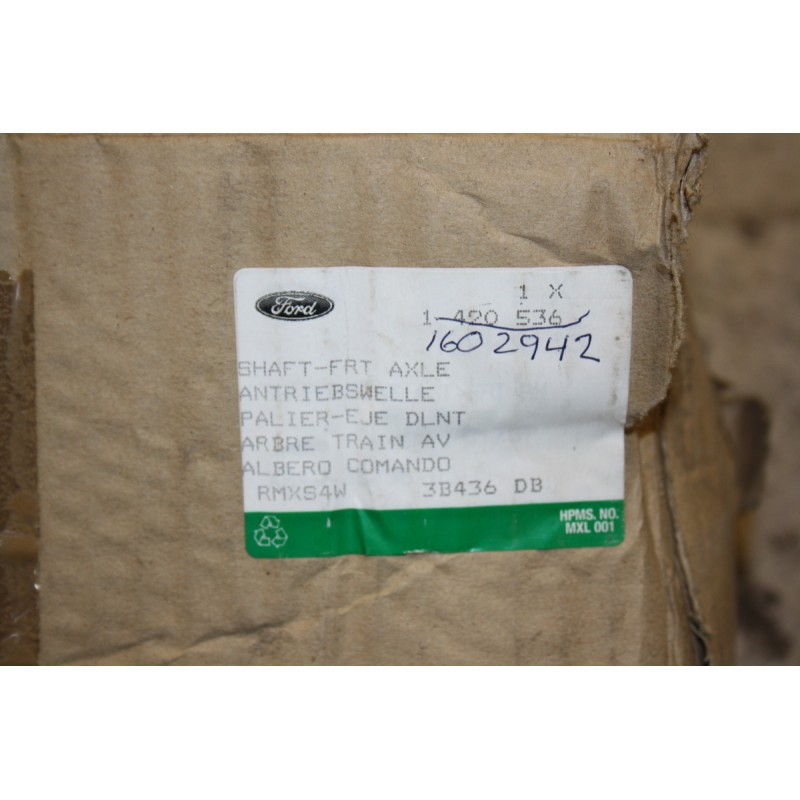 Ford
1 X
1 420 536
1602942
SHAFT-FRT AXLE
ANTRIEBSWELLE
PALIER-EJE DLNT
ARBRE TRAIN AV
ALBERO COMANDO
RMXS4W 3B436 DB
HPMS. NO.
MXL 001